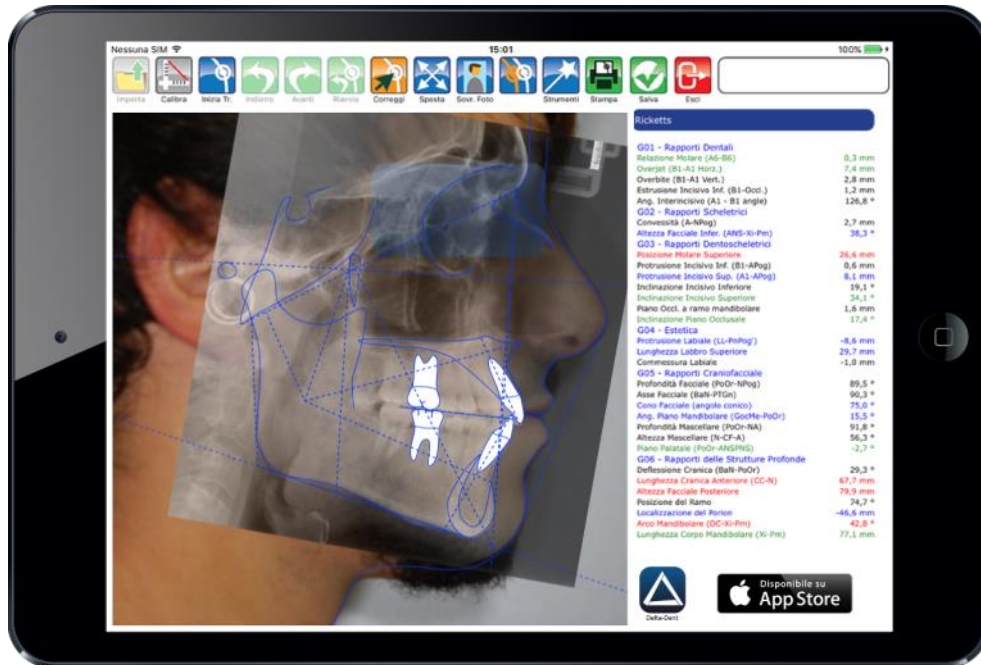 Nessuna SIM 15:01 100%
Importa Calibra Inizia Tr. Indietro Avanti Riavvia Correggi Sposta Sovr. Foto Strumenti Stampa Salva Esci
Ricketts
G01 - Rapporti Dentali
Relazione Molare (A6-B6) 0,3 mm
Overjet (B1-A1 Horz.) 7,4 mm
Overbite (B1-A1 Vert.) 2,8 mm
Estrusione Incisivo Inf. (B1-Occl.) 1,2 mm
Ang. Interincisivo (A1 - B1 angle) 126,8 °
G02 - Rapporti Scheletrici
Convessità (A-NPog) 2,7 mm
Altezza Facciale Infer. (ANS-Xi-Pm) 38,3 °
G03 - Rapporti Dentoscheletrici
Posizione Molare Superiore 26,6 mm
Protrusione Incisivo Inf. (B1-APog) 0,6 mm
Protrusione Incisivo Sup. (A1-APog) 8,1 mm
Inclinazione Incisivo Inferiore 19,1 °
Inclinazione Incisivo Superiore 34,1 °
Piano Occl. a ramo mandibolare 1,6 mm
Inclinazione Piano Occlusale 17,4 °
G04 - Estetica
Protrusione Labiale (LL-PnPog') -8,6 mm
Lunghezza Labbro Superiore 29,7 mm
Commessura Labiale -1,0 mm
G05 - Rapporti Craniofacciale
Profondità Facciale (PoOr-NPog) 89,5 °
Asse Facciale (BaN-PTGn) 90,3 °
Cono Facciale (angolo conico) 75,0 °
Ang. Piano Mandibolare (GocMe-PoOr) 15,5 °
Profondità Mascellare (PoOr-NA) 91,8 °
Altezza Mascellare (N-CF-A) 56,3 °
Piano Palatale (PoOr-ANSPNS) -2,7 °
G06 - Rapporti delle Strutture Profonde
Deflessione Cranica (BaN-PoOr) 29,3 °
Lunghezza Cranica Anteriore (CC-N) 67,7 mm
Altezza Facciale Posteriore 79,9 mm
Posizione del Ramo 74,7 °
Localizzazione del Porion -46,6 mm
Arco Mandibolare (DC-Xi-Pm) 42,8 °
Lunghezza Corpo Mandibolare (Xi-Pm) 77,1 mm
Delta-Dent
Disponibile su
App Store